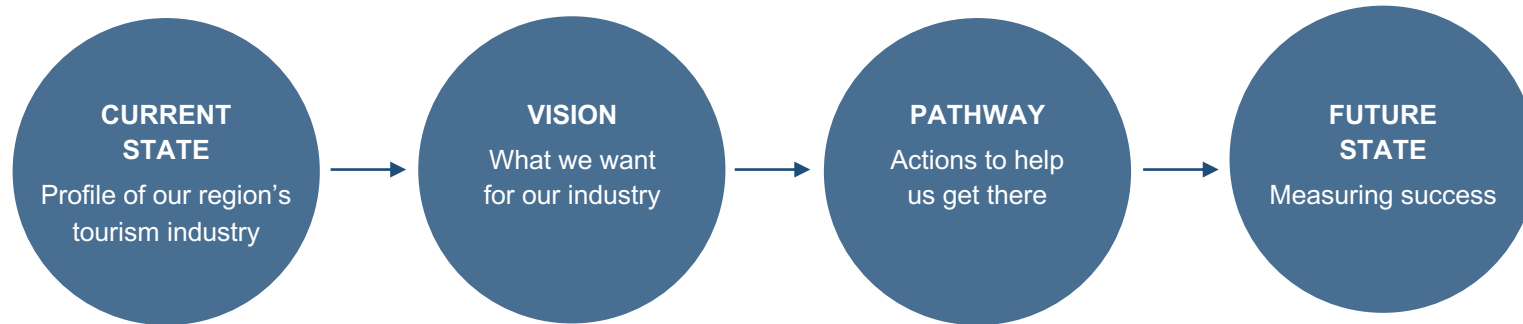 CURRENT
STATE
Profile of our region’s
tourism industry
VISION
What we want
for our industry
PATHWAY
Actions to help
us get there
FUTURE
STATE
Measuring success